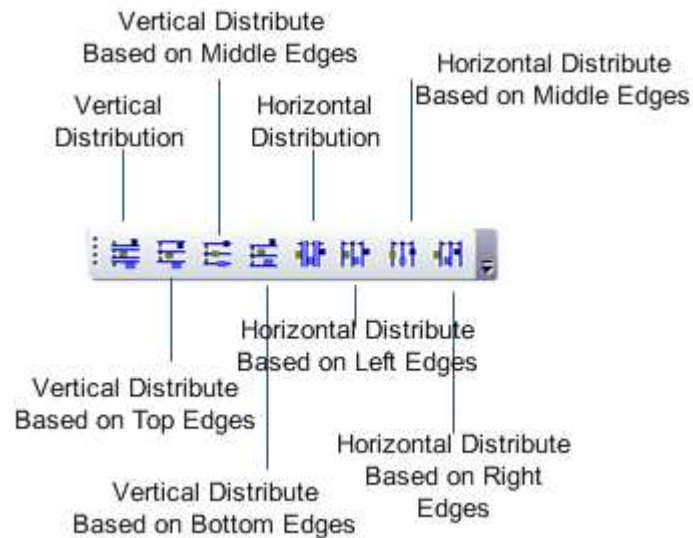 Vertical Distribute
Based on Middle Edges
Horizontal Distribute
Based on Middle Edges
Vertical
Distribution
Horizontal
Distribution
Horizontal Distribute
Based on Left Edges
Vertical Distribute
Based on Top Edges
Horizontal Distribute
Based on Right
Edges
Vertical Distribute
Based on Bottom Edges